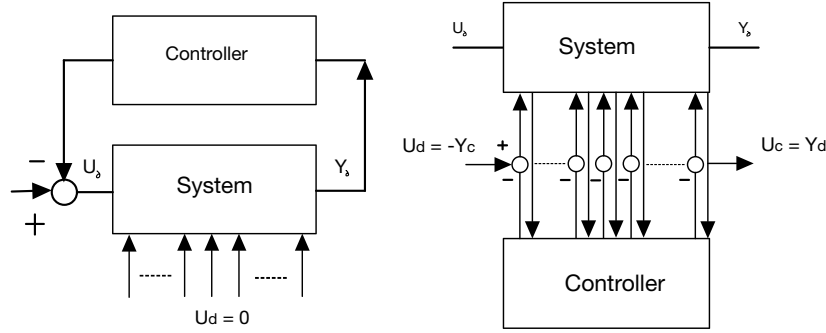 Controller
−
U∂
Y∂
System
+
Ud = 0
U∂
System
Y∂
Ud = -Yc
+
Uc = Yd
− − − − −
Controller